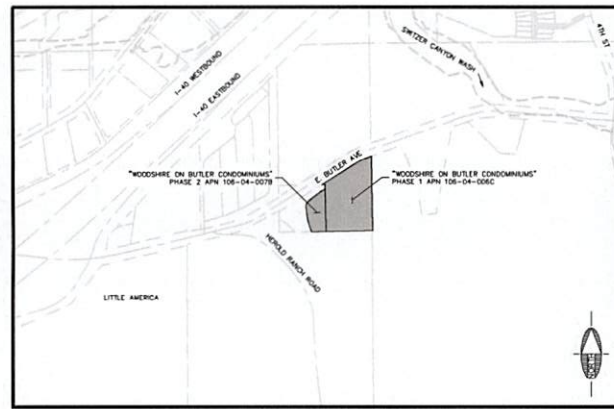 SWITZER CANYON WASH
4TH ST
I-40 WESTBOUND
I-40 EASTBOUND
E. BUTLER AVE
"WOODSHIRE ON BUTLER CONDOMINIUMS"
PHASE 2 APN 106-04-007B
"WOODSHIRE ON BUTLER CONDOMINIUMS"
PHASE 1 APN 106-04-006C
HEROLD RANCH ROAD
LITTLE AMERICA
NORTH